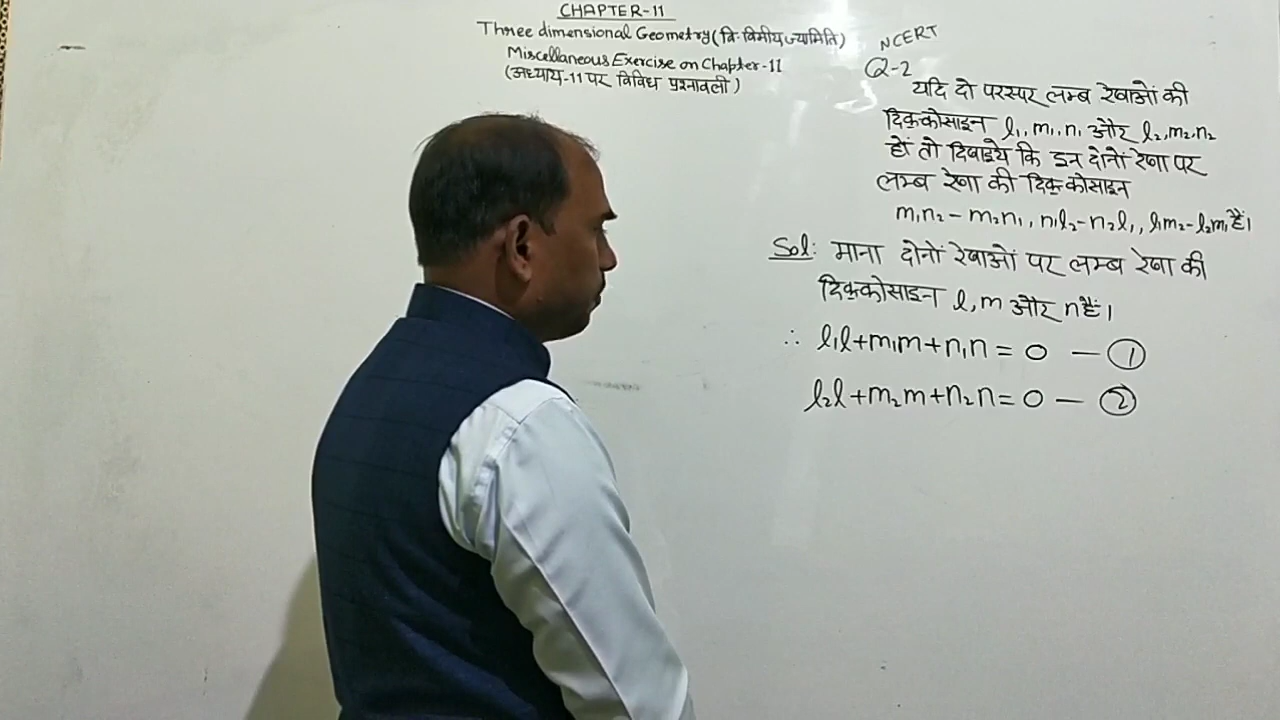 CHAPTER-11
Three dimensional Geometry (त्रि-विमीय ज्यामिति)
Miscellaneous Exercise on Chapter-11
(अध्याय-11 पर विविध प्रश्नावली)
NCERT
Q-2
यदि दो परस्पर लम्ब रेखाओं की
दिक्-कोसाइन l₁, m₁, n₁ और l₂, m₂, n₂
हों तो दिखाइये कि इन दोनों रेखा पर
लम्ब रेखा की दिक्-कोसाइन
m₁n₂ - m₂n₁, n₁l₂ - n₂l₁, l₁m₂ - l₂m₁ हैं।
Sol: माना दोनों रेखाओं पर लम्ब रेखा की
दिक्-कोसाइन l, m और n हैं।
∴ l₁l + m₁m + n₁n = 0 — ①
l₂l + m₂m + n₂n = 0 — ②